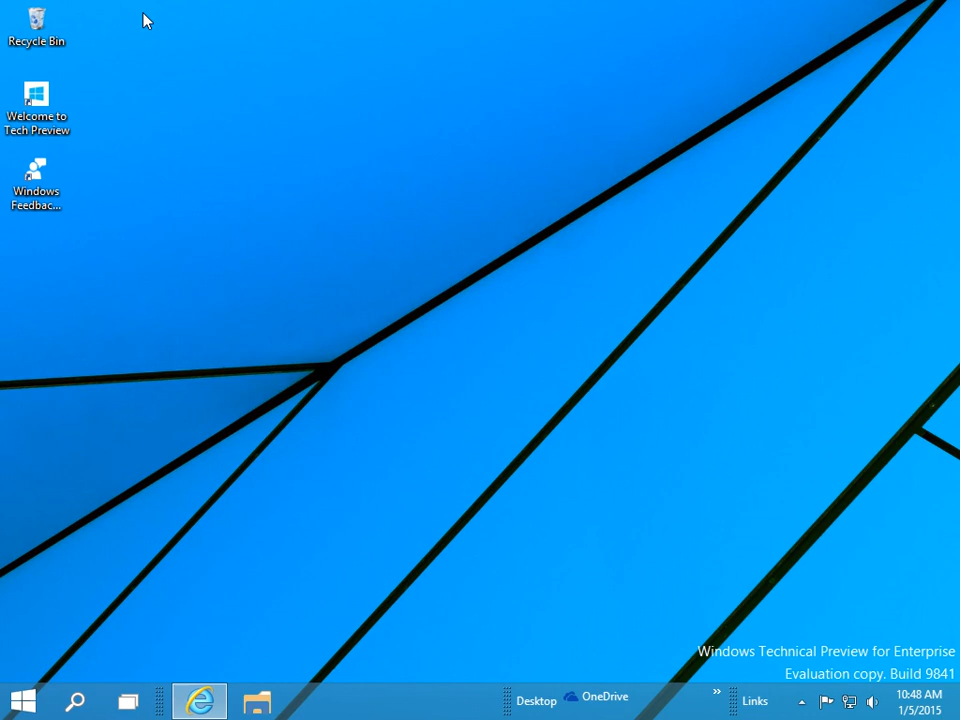 Recycle Bin
Welcome to
Tech Preview
Windows
Feedbac...
Windows Technical Preview for Enterprise
Evaluation copy. Build 9841
Desktop
OneDrive
Links
10:48 AM
1/5/2015